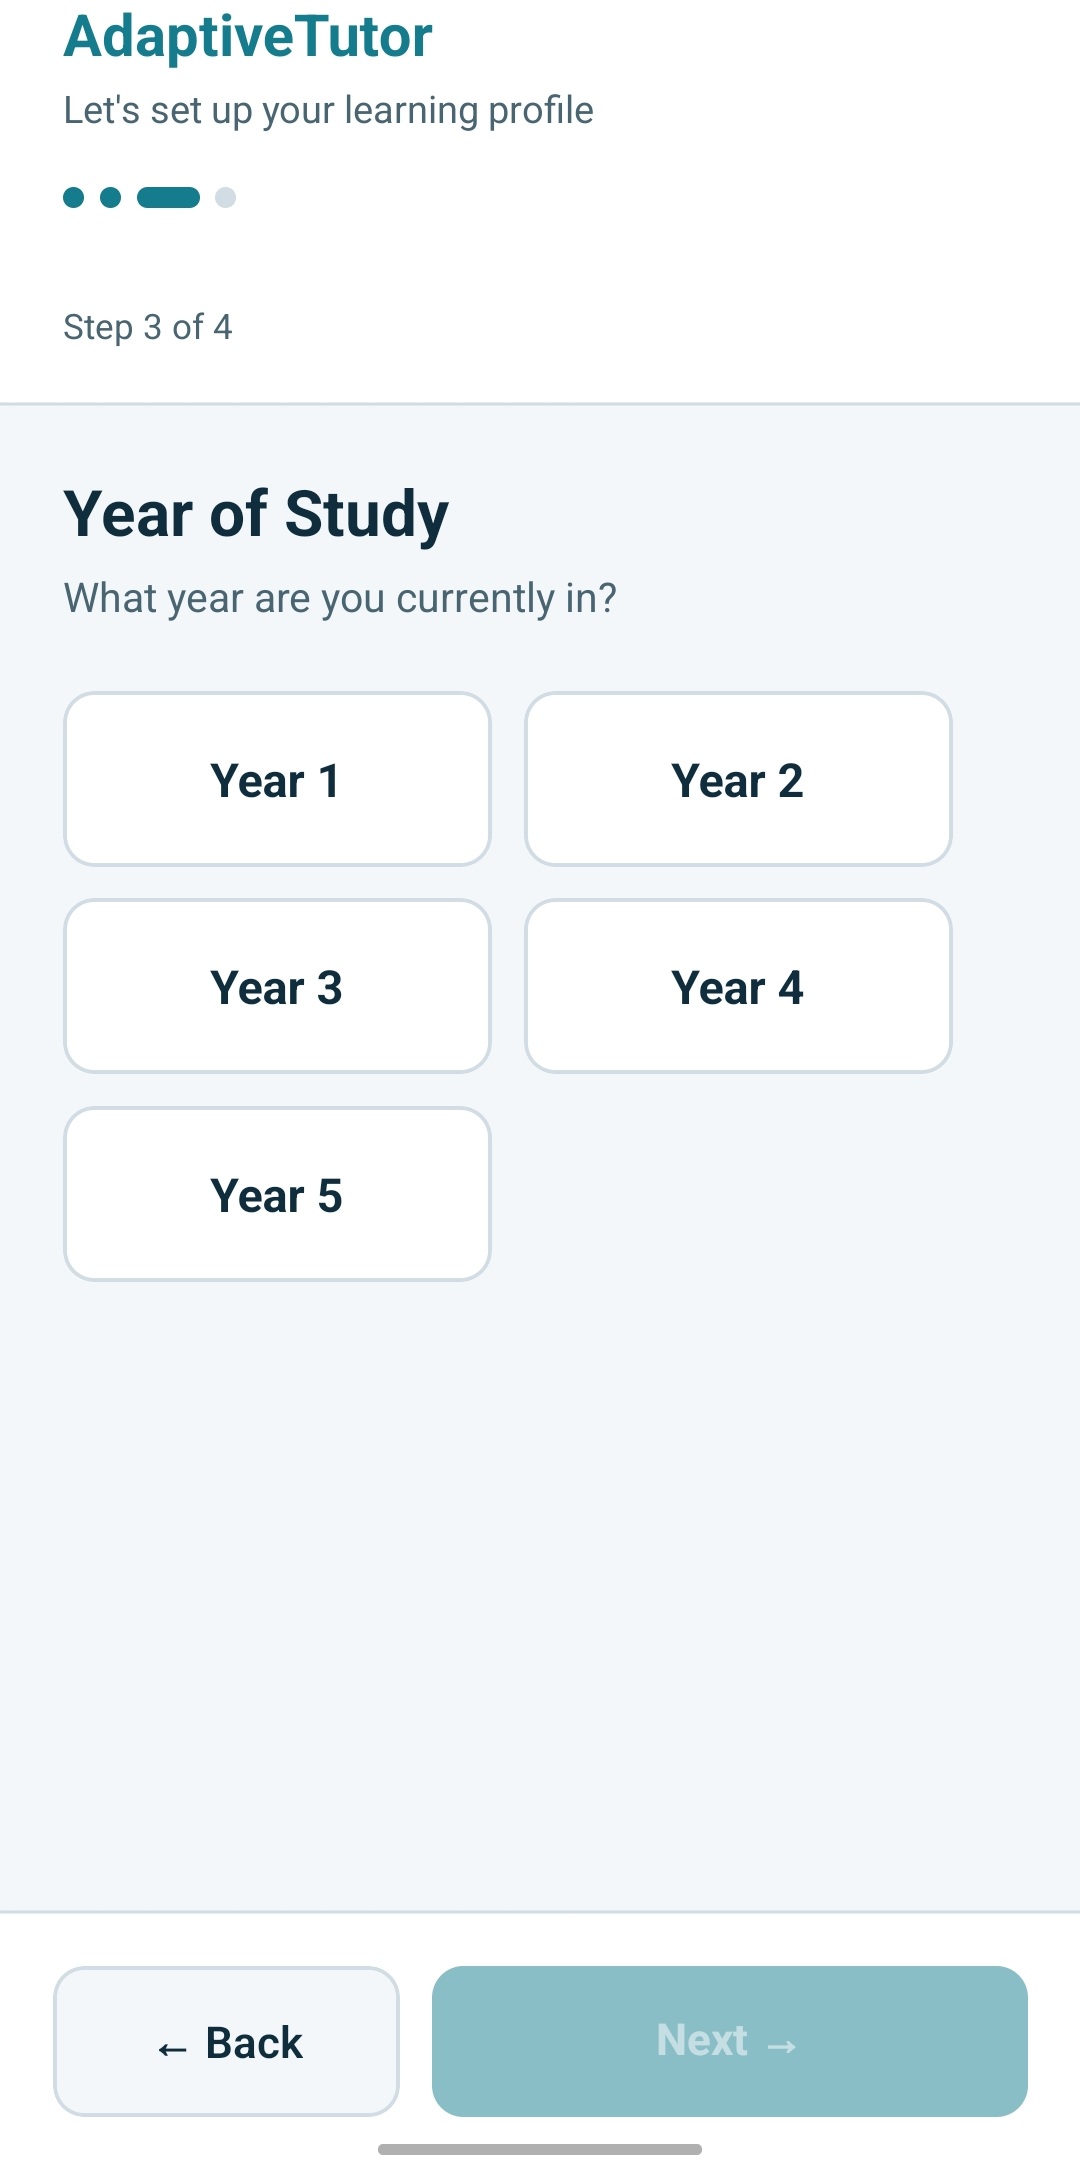 AdaptiveTutor
Let's set up your learning profile
Step 3 of 4
Year of Study
What year are you currently in?
Year 1
Year 2
Year 3
Year 4
Year 5
← Back
Next →